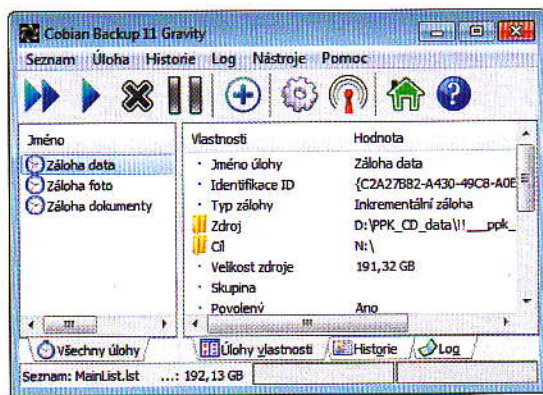 Cobian Backup 11 Gravity
Seznam Úloha Historie Log Nástroje Pomoc
Jméno
Záloha data
Záloha foto
Záloha dokumenty
Vlastnosti Hodnota
Jméno úlohy Záloha data
Identifikace ID {C2A27B82-A430-49C8-A0E
Typ zálohy Inkrementální záloha
Zdroj D:\PPK_CD_data\!!___ppk_
Cíl N:\
Velikost zdroje 191,32 GB
Skupina
Povolený Ano
Všechny úlohy
Úlohy vlastnosti Historie Log
Seznam: MainList.lst ...: 192,13 GB